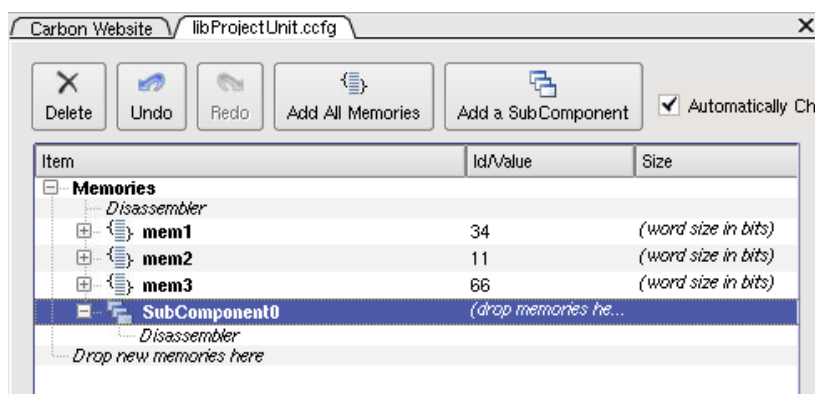 Carbon Website libProjectUnit.ccfg
Delete Undo Redo Add All Memories Add a SubComponent Automatically Ch
Item Id/Value Size
Memories
Disassembler
mem1 34 (word size in bits)
mem2 11 (word size in bits)
mem3 66 (word size in bits)
SubComponent0 (drop memories he...
Disassembler
Drop new memories here